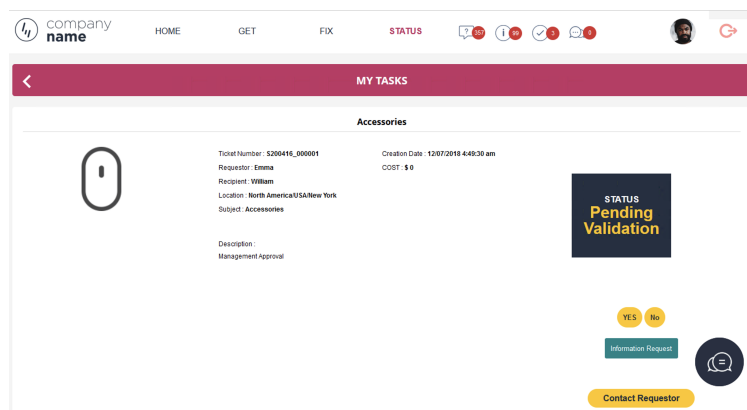 company
name
HOME
GET
FIX
STATUS
357
99
3
0
MY TASKS
Accessories
Ticket Number : S200416_000001
Creation Date : 12/07/2018 4:49:30 am
Requestor : Emma
COST : $ 0
Recipient : William
Location : North America/USA/New York
Subject : Accessories
Description :
Management Approval
STATUS
Pending
Validation
YES
No
Information Request
Contact Requestor